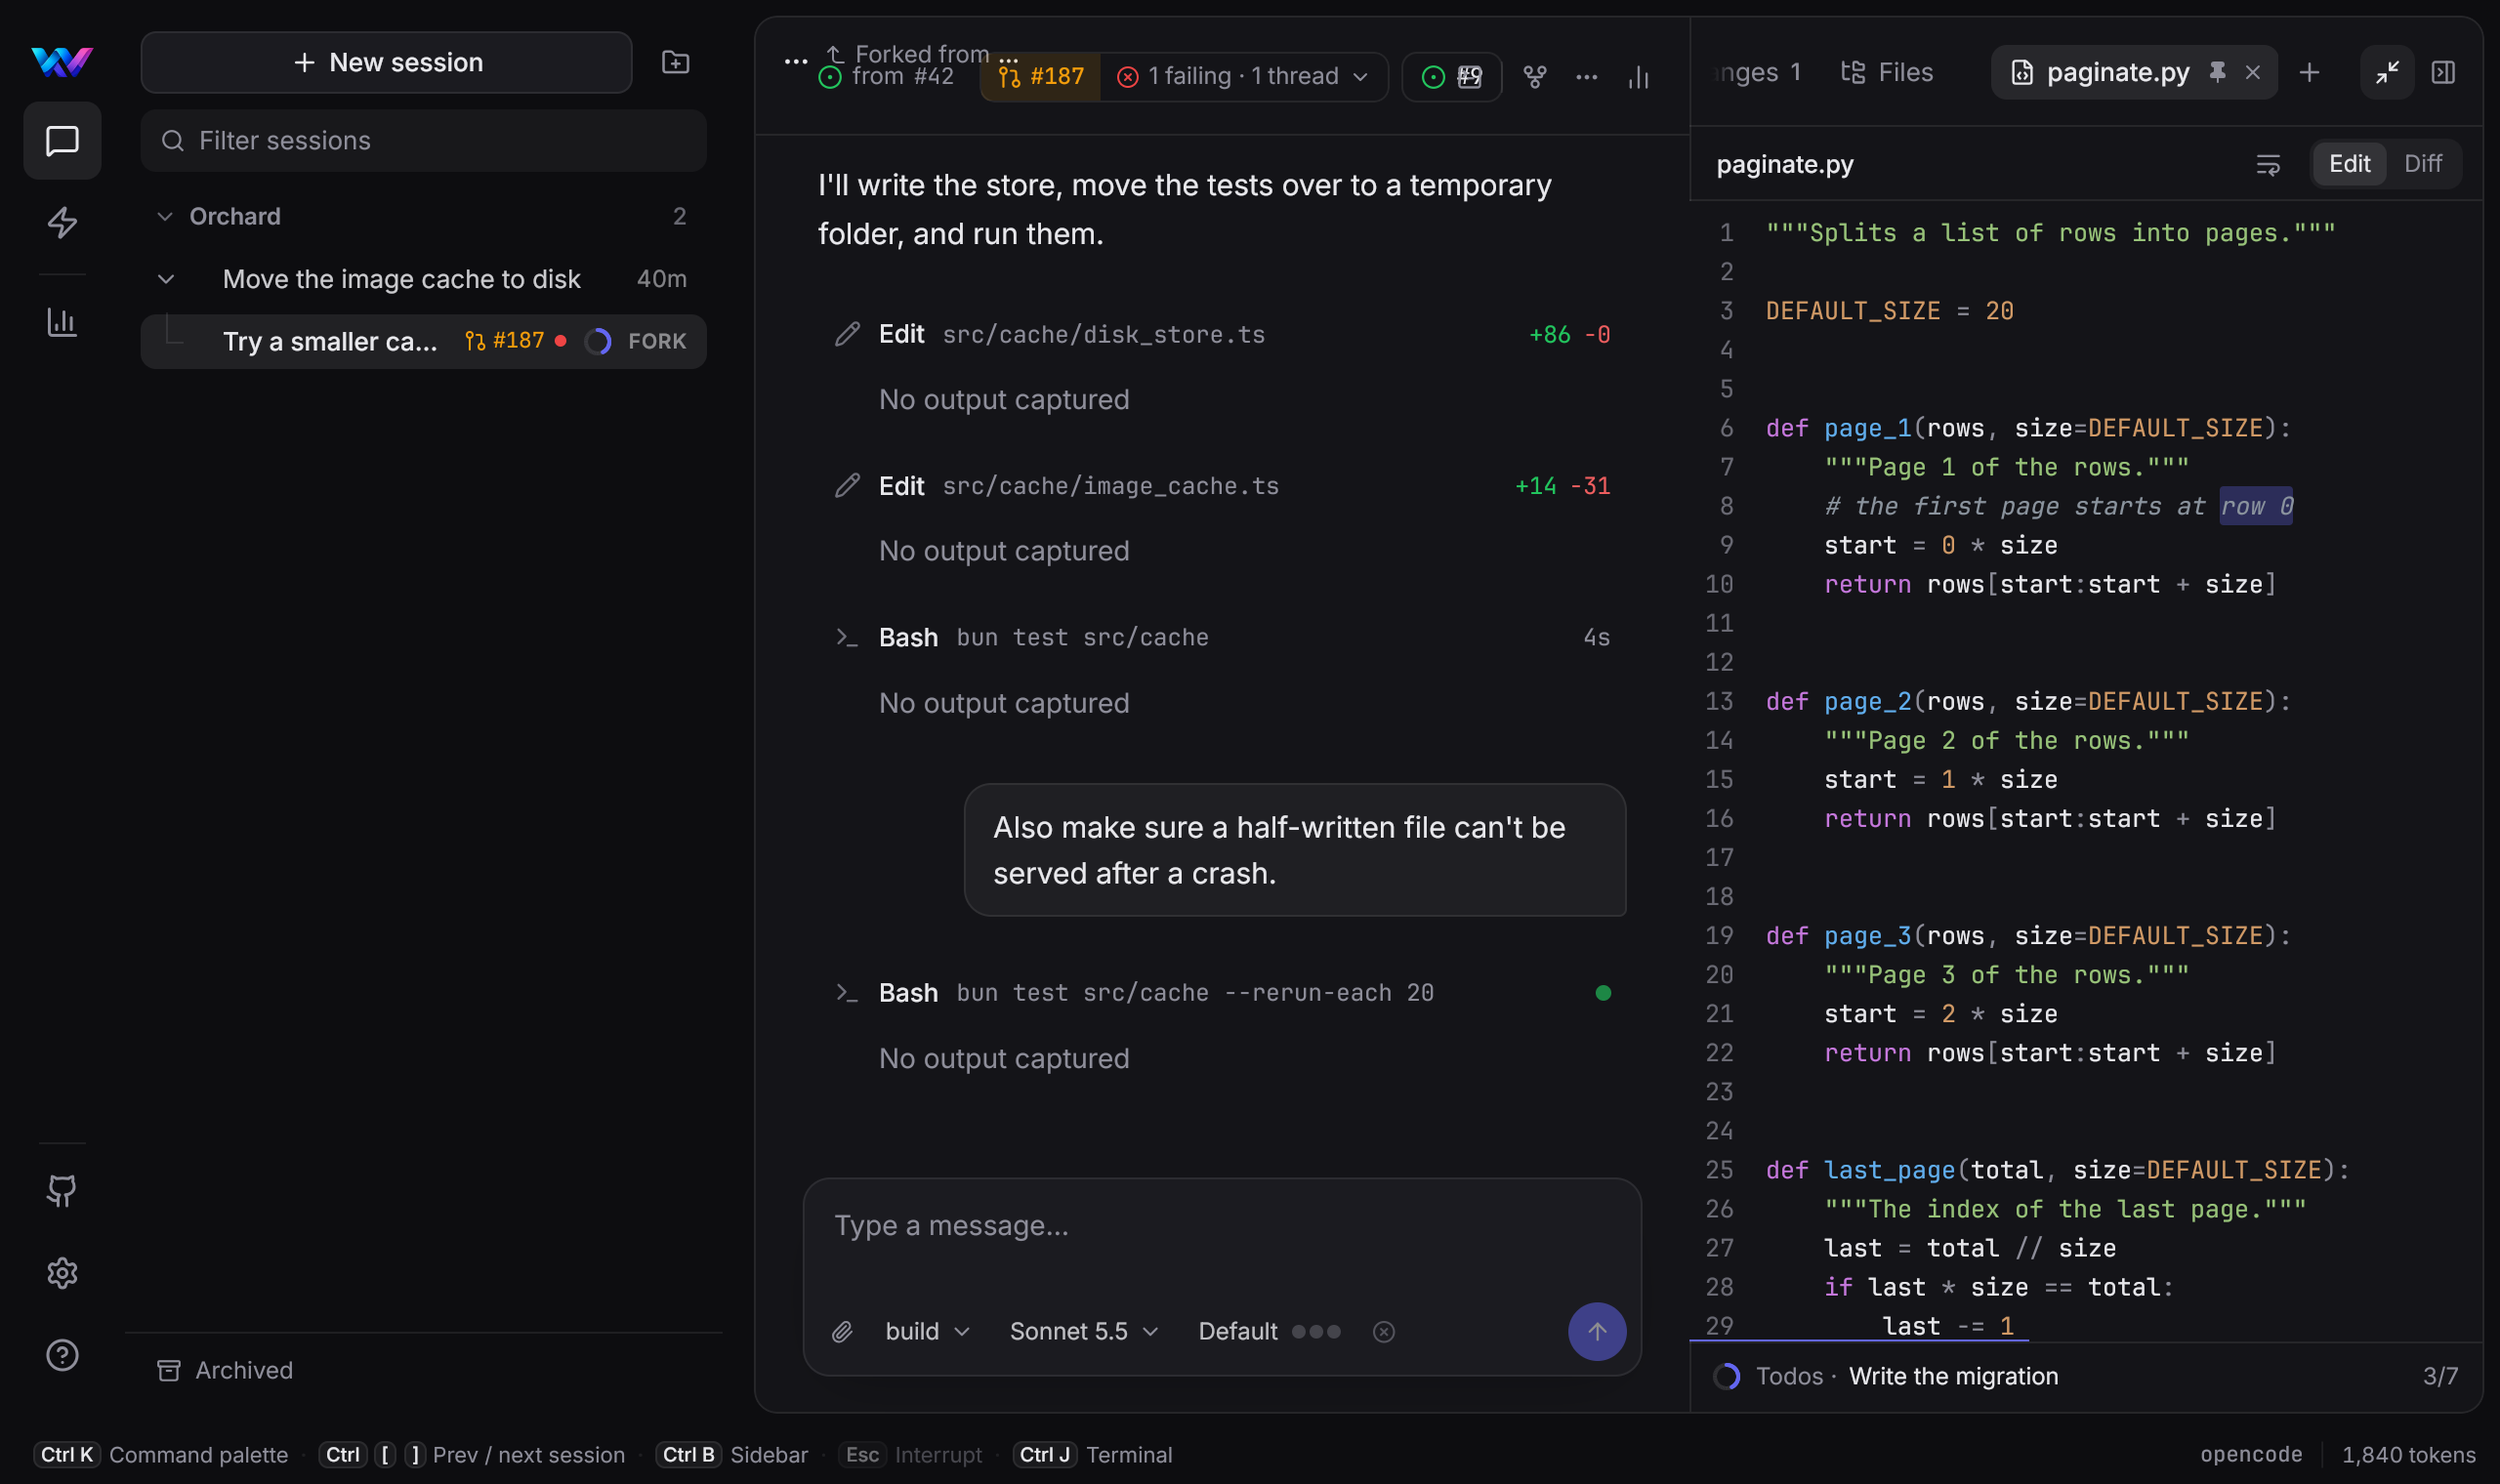 New session
Filter sessions
Orchard 2
Move the image cache to disk 40m
Try a smaller ca... #187 FORK
Archived
Forked from ...
from #42 #187 1 failing · 1 thread #9
I'll write the store, move the tests over to a temporary
folder, and run them.
Edit src/cache/disk_store.ts +86 -0
No output captured
Edit src/cache/image_cache.ts +14 -31
No output captured
Bash bun test src/cache 4s
No output captured
Also make sure a half-written file can't be
served after a crash.
Bash bun test src/cache --rerun-each 20
No output captured
Type a message...
build Sonnet 5.5 Default
1 Files paginate.py
paginate.py Edit Diff
1 """Splits a list of rows into pages."""
2
3 DEFAULT_SIZE = 20
4
5
6 def page_1(rows, size=DEFAULT_SIZE):
7     """Page 1 of the rows."""
8     # the first page starts at row 0
9     start = 0 * size
10     return rows[start:start + size]
11
12
13 def page_2(rows, size=DEFAULT_SIZE):
14     """Page 2 of the rows."""
15     start = 1 * size
16     return rows[start:start + size]
17
18
19 def page_3(rows, size=DEFAULT_SIZE):
20     """Page 3 of the rows."""
21     start = 2 * size
22     return rows[start:start + size]
23
24
25 def last_page(total, size=DEFAULT_SIZE):
26     """The index of the last page."""
27     last = total // size
28     if last * size == total:
29         last -= 1
Todos · Write the migration 3/7
Ctrl K Command palette · Ctrl [ ] Prev / next session · Ctrl B Sidebar · Esc Interrupt · Ctrl J Terminal
opencode 1,840 tokens